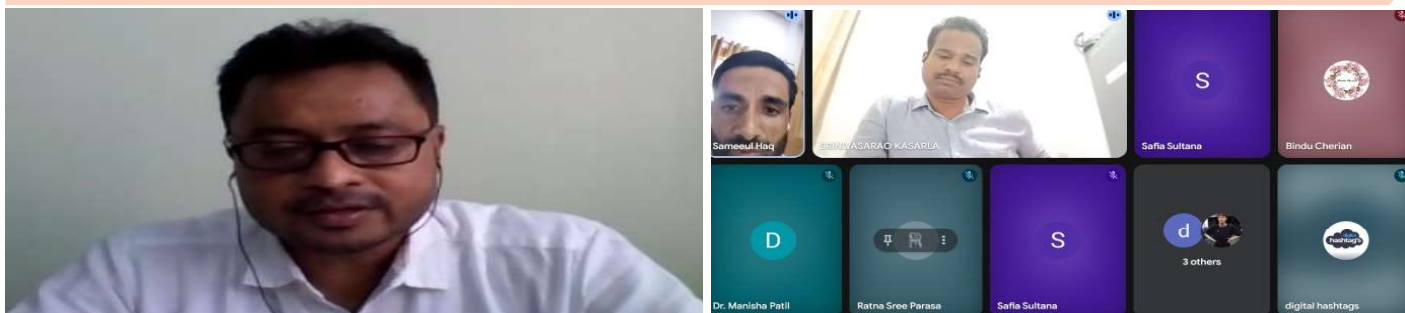 Sameeul Haq
SRINIVASARAO KASARLA
S
Safia Sultana
Bindu Cherian
D
Dr. Manisha Patil
Ratna Sree Parasa
S
Safia Sultana
d
3 others
hashtag's
digital hashtags